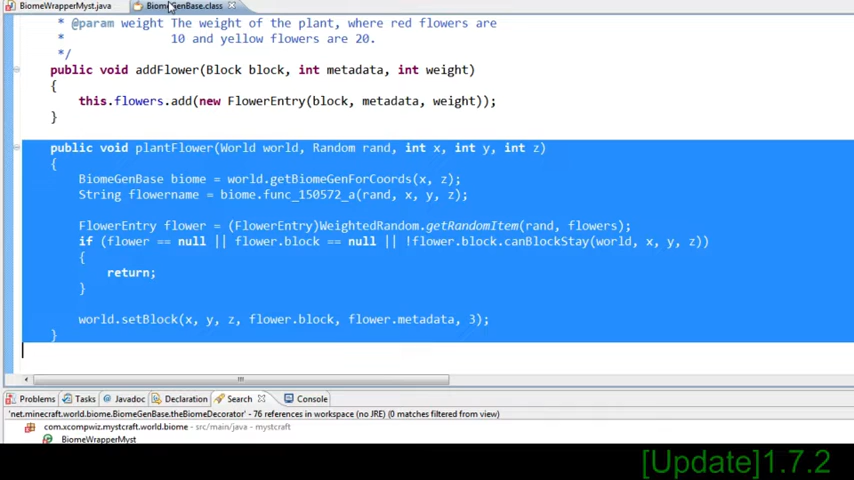 BiomeWrapperMyst.java BiomeGenBase.class
* @param weight The weight of the plant, where red flowers are
* 10 and yellow flowers are 20.
*/
public void addFlower(Block block, int metadata, int weight)
{
this.flowers.add(new FlowerEntry(block, metadata, weight));
}
public void plantFlower(World world, Random rand, int x, int y, int z)
{
BiomeGenBase biome = world.getBiomeGenForCoords(x, z);
String flowername = biome.func_150572_a(rand, x, y, z);
FlowerEntry flower = (FlowerEntry)WeightedRandom.getRandomItem(rand, flowers);
if (flower == null || flower.block == null || !flower.block.canBlockStay(world, x, y, z))
{
return;
}
world.setBlock(x, y, z, flower.block, flower.metadata, 3);
}
Problems Tasks Javadoc Declaration Search Console
'net.minecraft.world.biome.BiomeGenBase.theBiomeDecorator' - 76 references in workspace (no JRE) (0 matches filtered from view)
com.xcompwiz.mystcraft.world.biome - src/main/java - mystcraft
BiomeWrapperMyst
[Update]1.7.2